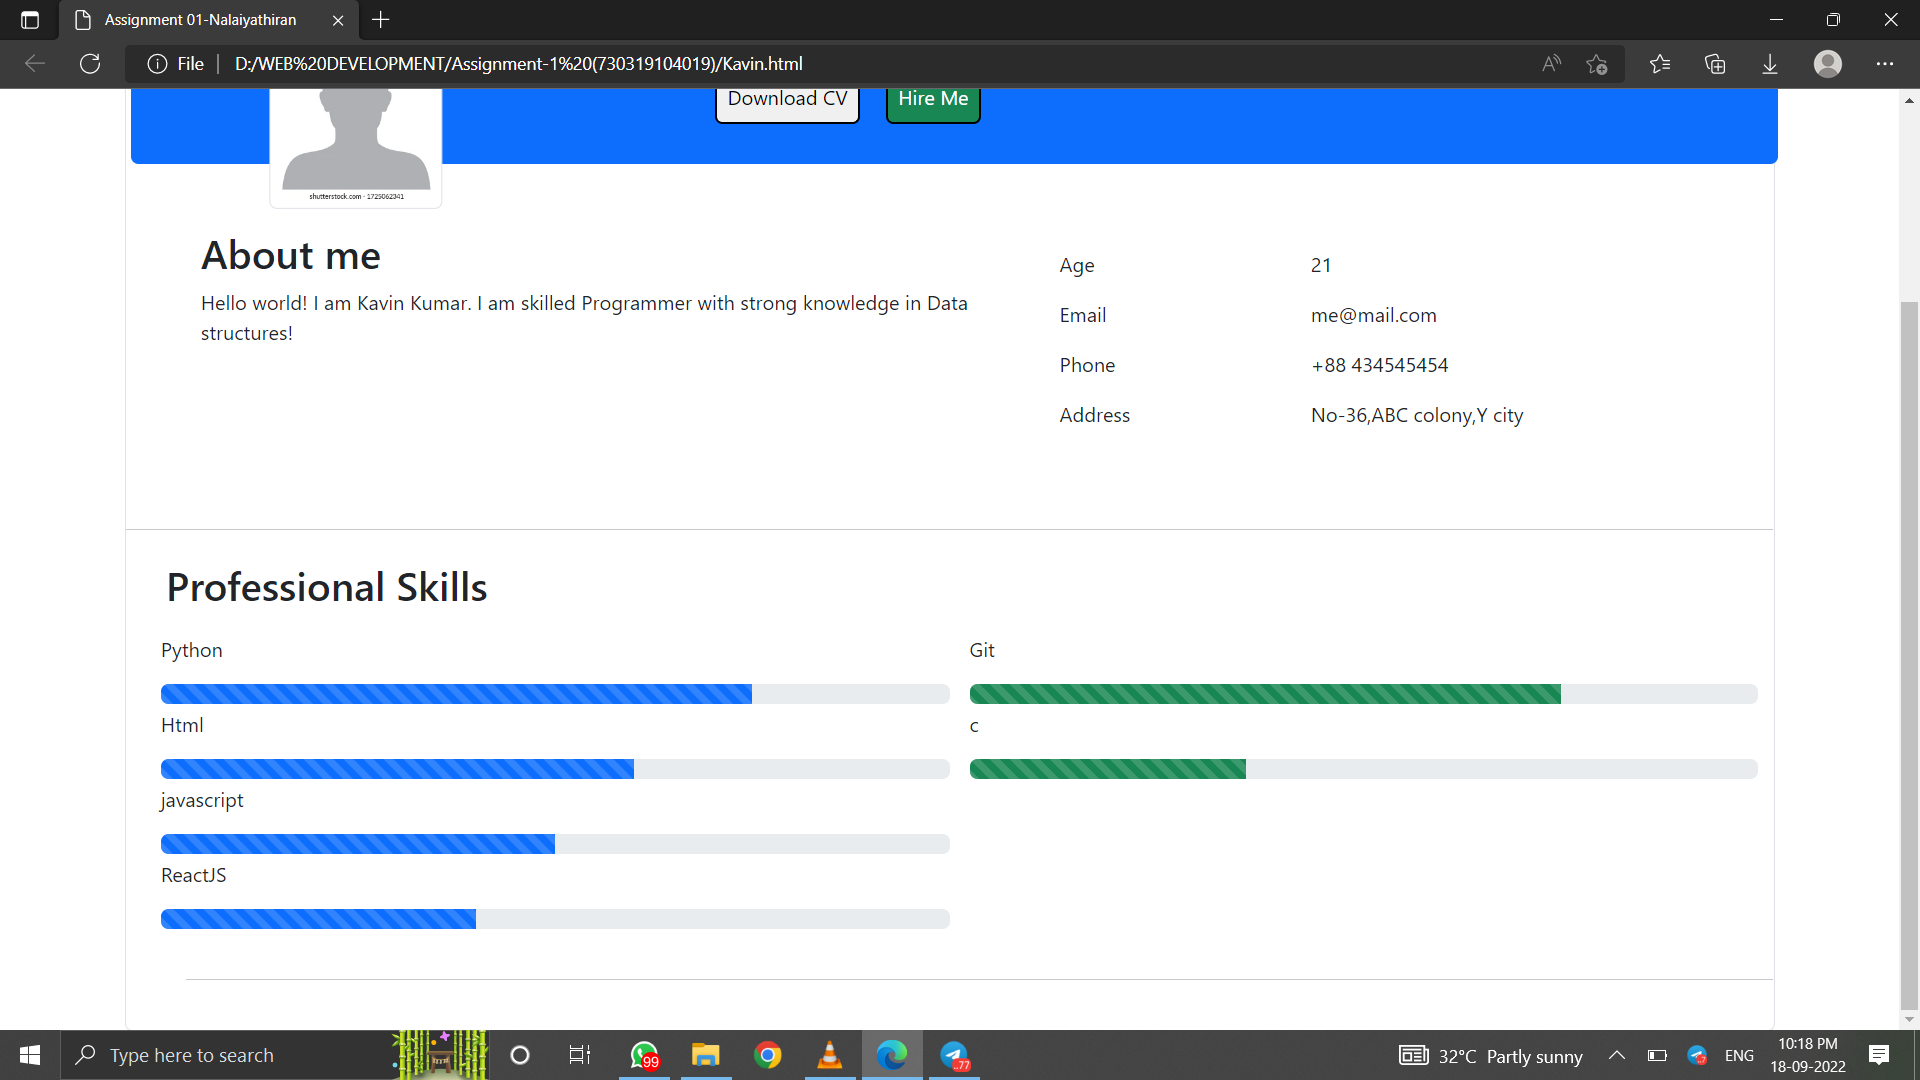 Assignment 01-Nalaiyathiran
File
D:/WEB%20DEVELOPMENT/Assignment-1%20(730319104019)/Kavin.html
Download CV
Hire Me
shutterstock.com · 1725062341
About me
Hello world! I am Kavin Kumar. I am skilled Programmer with strong knowledge in Data
structures!
Age 21
Email me@mail.com
Phone +88 434545454
Address No-36,ABC colony,Y city
Professional Skills
Python
Git
Html
c
javascript
ReactJS
Type here to search
99
..77
32°C Partly sunny
ENG
10:18 PM
18-09-2022